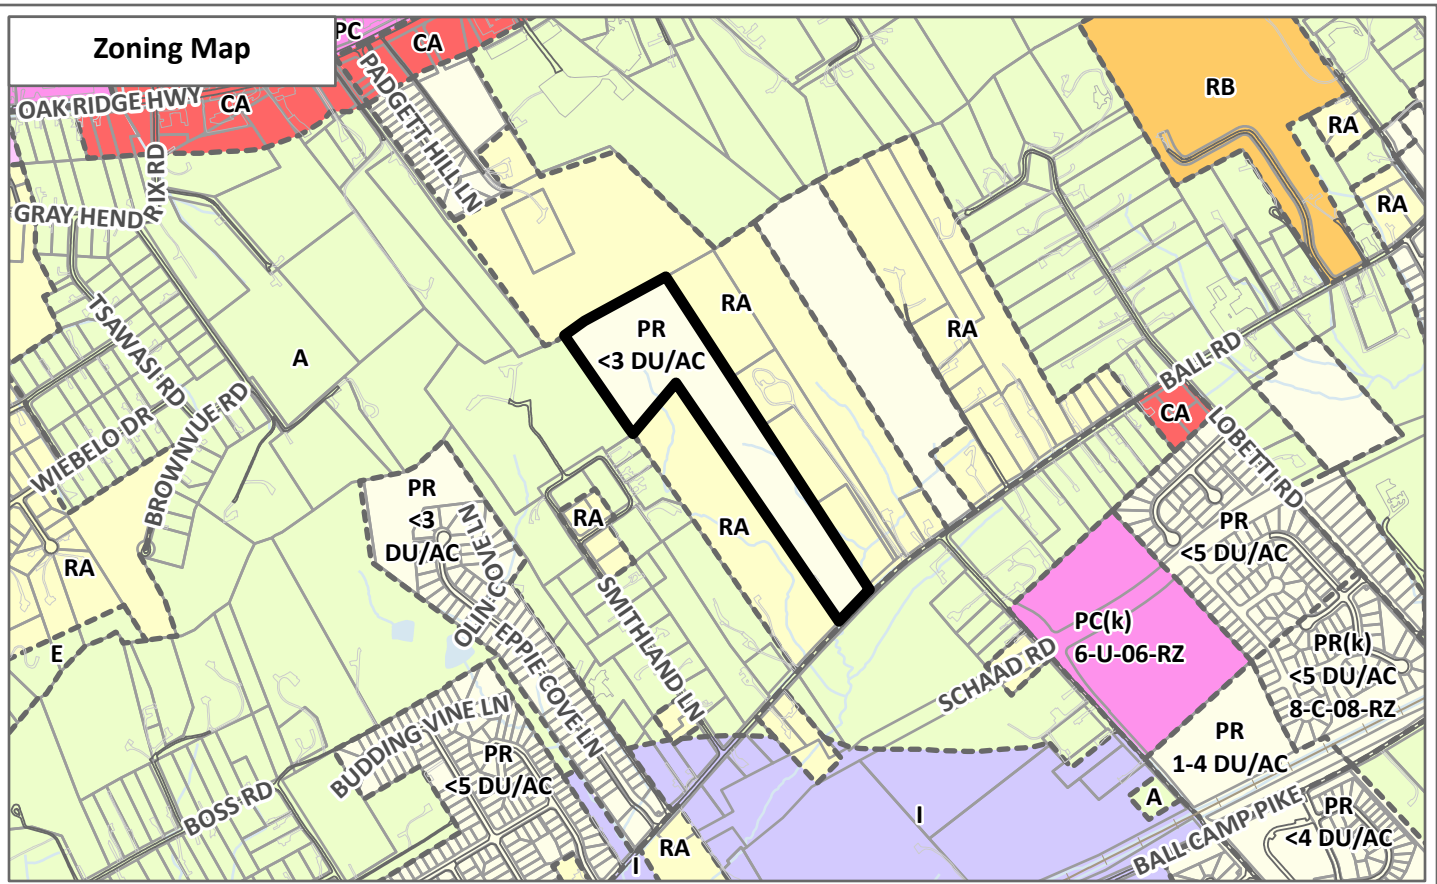 Zoning Map
PC
CA
OAK RIDGE HWY
CA
PADGETT HILL LN
RB
RA
RIX RD
GRAY HEND
RA
TSAWASI RD
A
PR
<3 DU/AC
RA
RA
BALL RD
WIEBELO DR
BROWNVUE RD
CA
LOBETTI RD
PR
<3
DU/AC
OLIN COVE LN
RA
RA
PR
<5 DU/AC
RA
E
EPPIE COVE LN
SMITHLAND LN
SCHAAD RD
PC(k)
6-U-06-RZ
PR(k)
<5 DU/AC
8-C-08-RZ
BUDDING VINE LN
PR
<5 DU/AC
PR
1-4 DU/AC
BOSS RD
A
I
BALL CAMP PIKE
PR
<4 DU/AC
RA
I